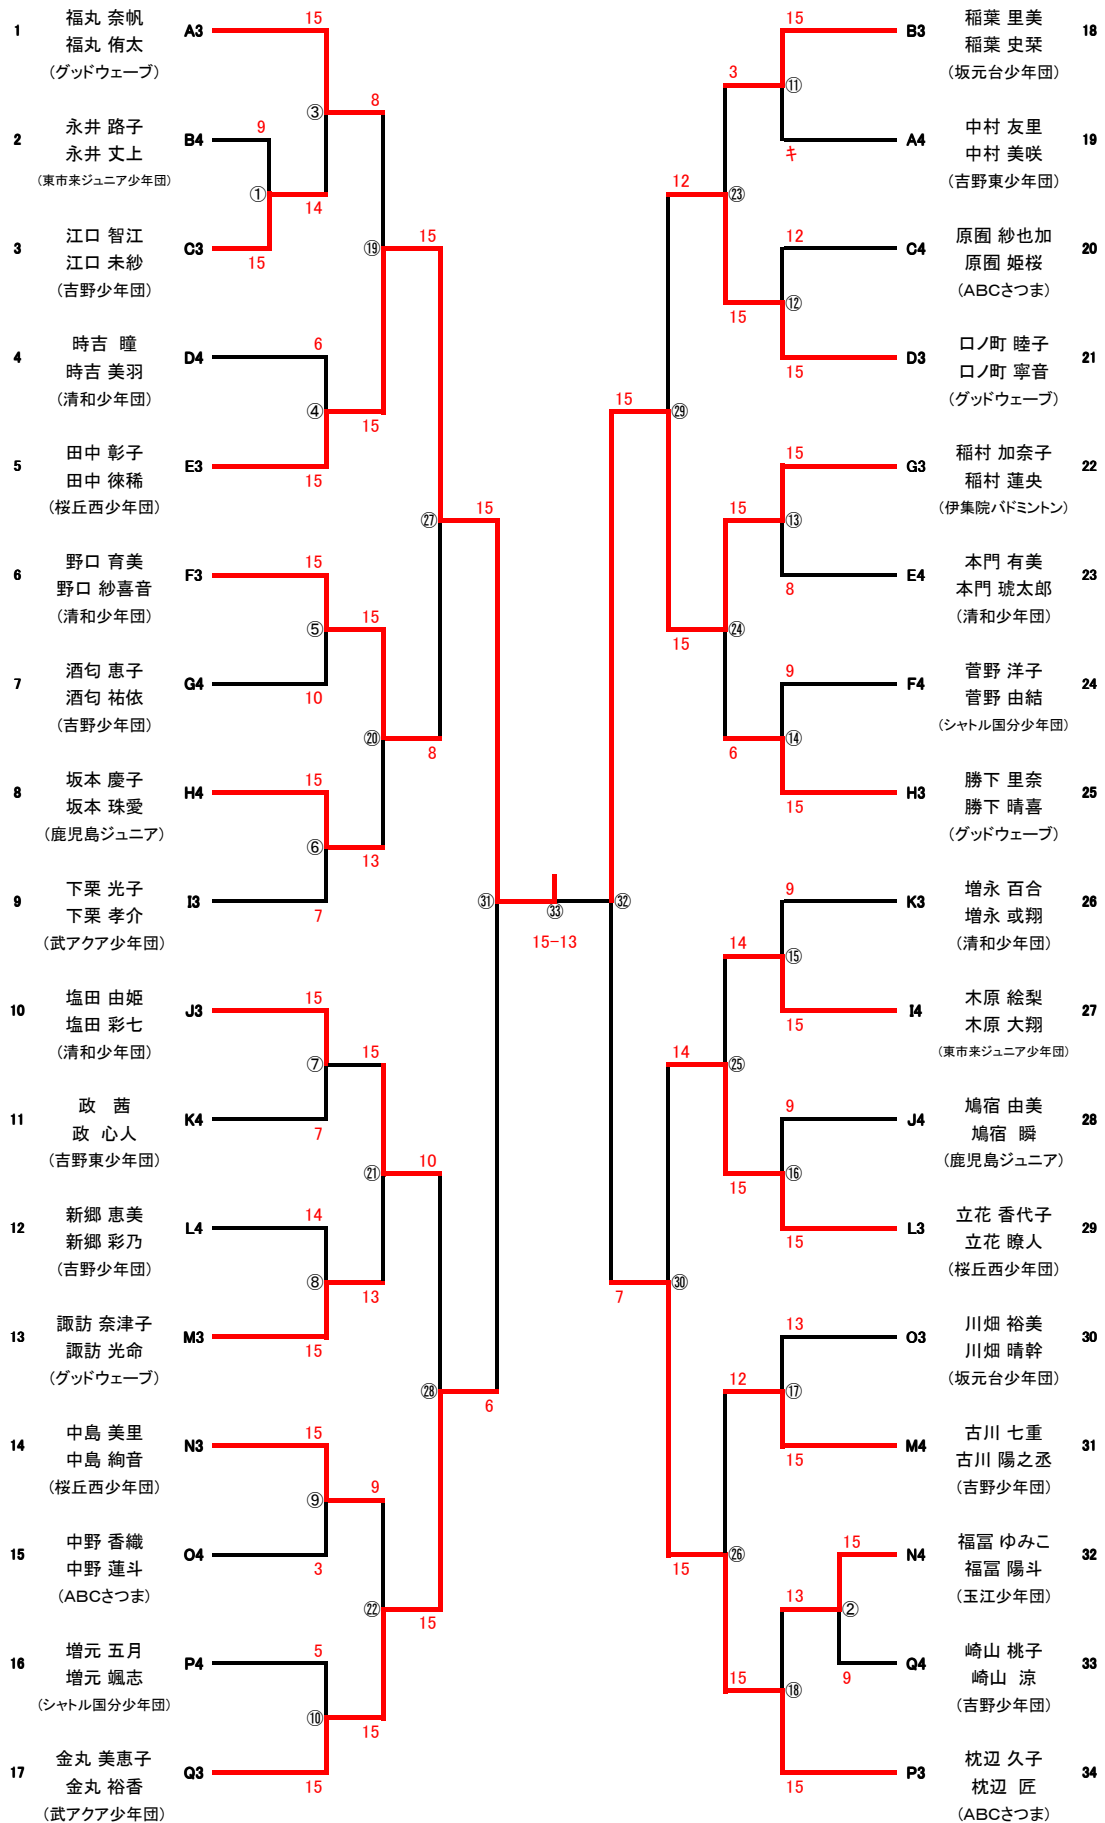 1 福丸 奈帆 A3 15
福丸 侑太
(グッドウェーブ)
③ 8
2 永井 路子 B4 9
永井 丈上
(東市来ジュニア少年団)
① 14
3 江口 智江 C3 15
江口 未紗
(吉野少年団)
⑲ 15
4 時吉 瞳 D4 6
時吉 美羽
(清和少年団)
④ 15
5 田中 彰子 E3 15
田中 徠稀
(桜丘西少年団)
㉗ 15
6 野口 育美 F3 15
野口 紗喜音
(清和少年団)
⑤ 15
7 酒匂 恵子 G4 10
酒匂 祐依
(吉野少年団)
⑳ 8
8 坂本 慶子 H4 15
坂本 珠愛
(鹿児島ジュニア)
⑥ 13
9 下栗 光子 I3 7
下栗 孝介
(武アクア少年団)
㉛ ㉝ ㉜
15-13
10 塩田 由姫 J3 15
塩田 彩七
(清和少年団)
⑦ 15
11 政 茜 K4 7
政 心人
(吉野東少年団)
㉑ 10
12 新郷 恵美 L4 14
新郷 彩乃
(吉野少年団)
⑧ 13
13 諏訪 奈津子 M3 15
諏訪 光命
(グッドウェーブ)
㉘ 6
14 中島 美里 N3 15
中島 絢音
(桜丘西少年団)
⑨ 9
15 中野 香織 O4 3
中野 蓮斗
(ABCさつま)
㉒ 15
16 増元 五月 P4 5
増元 颯志
(シャトル国分少年団)
⑩ 15
17 金丸 美恵子 Q3 15
金丸 裕香
(武アクア少年団)
15 B3 稲葉 里美 18
稲葉 史栞
(坂元台少年団)
3 ⑪
キ A4 中村 友里 19
中村 美咲
(吉野東少年団)
12 ㉓
12 C4 原囿 紗也加 20
原囿 姫桜
(ABCさつま)
15 ⑫
15 D3 口ノ町 睦子 21
口ノ町 寧音
(グッドウェーブ)
15 ㉙
15 G3 稲村 加奈子 22
稲村 蓮央
(伊集院バドミントン)
15 ⑬
8 E4 本門 有美 23
本門 琥太郎
(清和少年団)
15 ㉔
9 F4 菅野 洋子 24
菅野 由結
(シャトル国分少年団)
6 ⑭
15 H3 勝下 里奈 25
勝下 晴喜
(グッドウェーブ)
9 K3 増永 百合 26
増永 或翔
(清和少年団)
14 ⑮
15 I4 木原 絵梨 27
木原 大翔
(東市来ジュニア少年団)
14 ㉕
9 J4 鳩宿 由美 28
鳩宿 瞬
(鹿児島ジュニア)
15 ⑯
15 L3 立花 香代子 29
立花 瞭人
(桜丘西少年団)
7 ㉚
13 O3 川畑 裕美 30
川畑 晴幹
(坂元台少年団)
12 ⑰
15 M4 古川 七重 31
古川 陽之丞
(吉野少年団)
15 ㉖
15 N4 福冨 ゆみこ 32
福冨 陽斗
(玉江少年団)
13 ②
9 Q4 崎山 桃子 33
崎山 涼
(吉野少年団)
15 ⑱
15 P3 枕辺 久子 34
枕辺 匠
(ABCさつま)